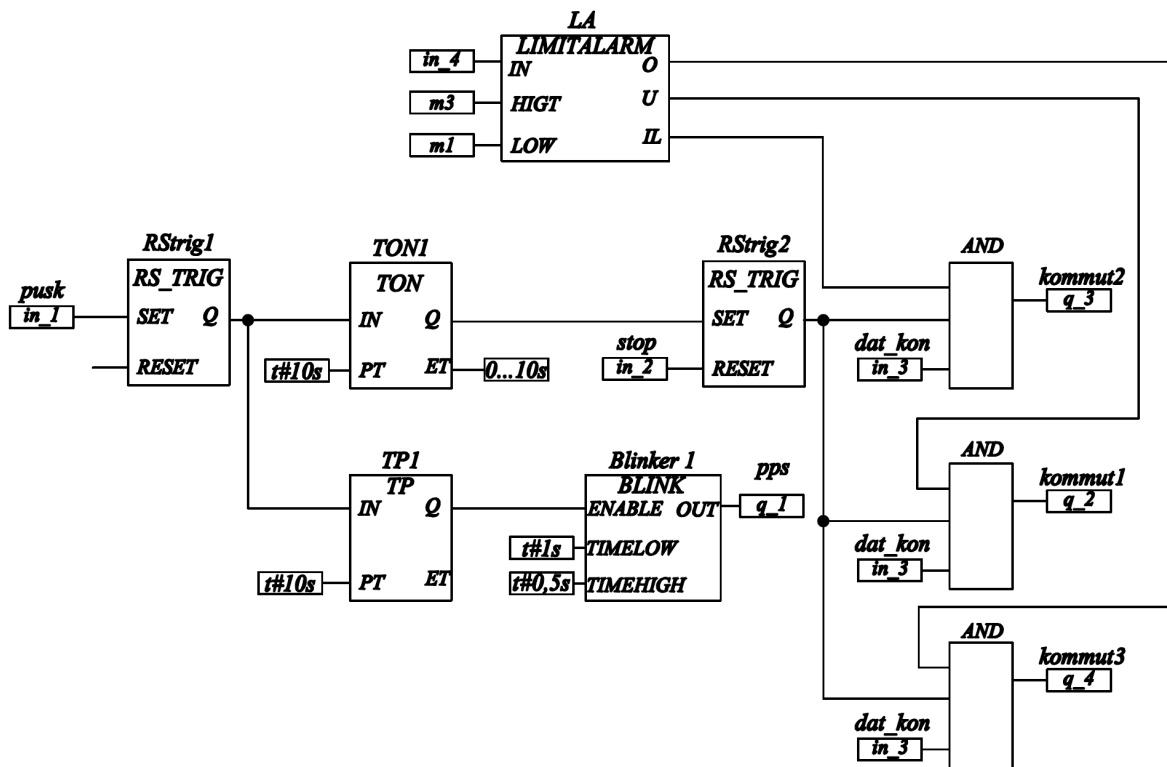 LA
LIMITALARM
in_4
IN
O
m3
HIGT
U
m1
LOW
IL
RStrig1
RS_TRIG
pusk
in_1
SET
Q
RESET
TON1
TON
IN
Q
t#10s
PT
ET
0...10s
RStrig2
RS_TRIG
SET
Q
stop
in_2
RESET
AND
kommut2
q_3
dat_kon
in_3
TP1
TP
IN
Q
t#10s
PT
ET
Blinker 1
BLINK
ENABLE
OUT
t#1s
TIMELOW
t#0,5s
TIMEHIGH
pps
q_1
AND
kommut1
q_2
dat_kon
in_3
AND
kommut3
q_4
dat_kon
in_3